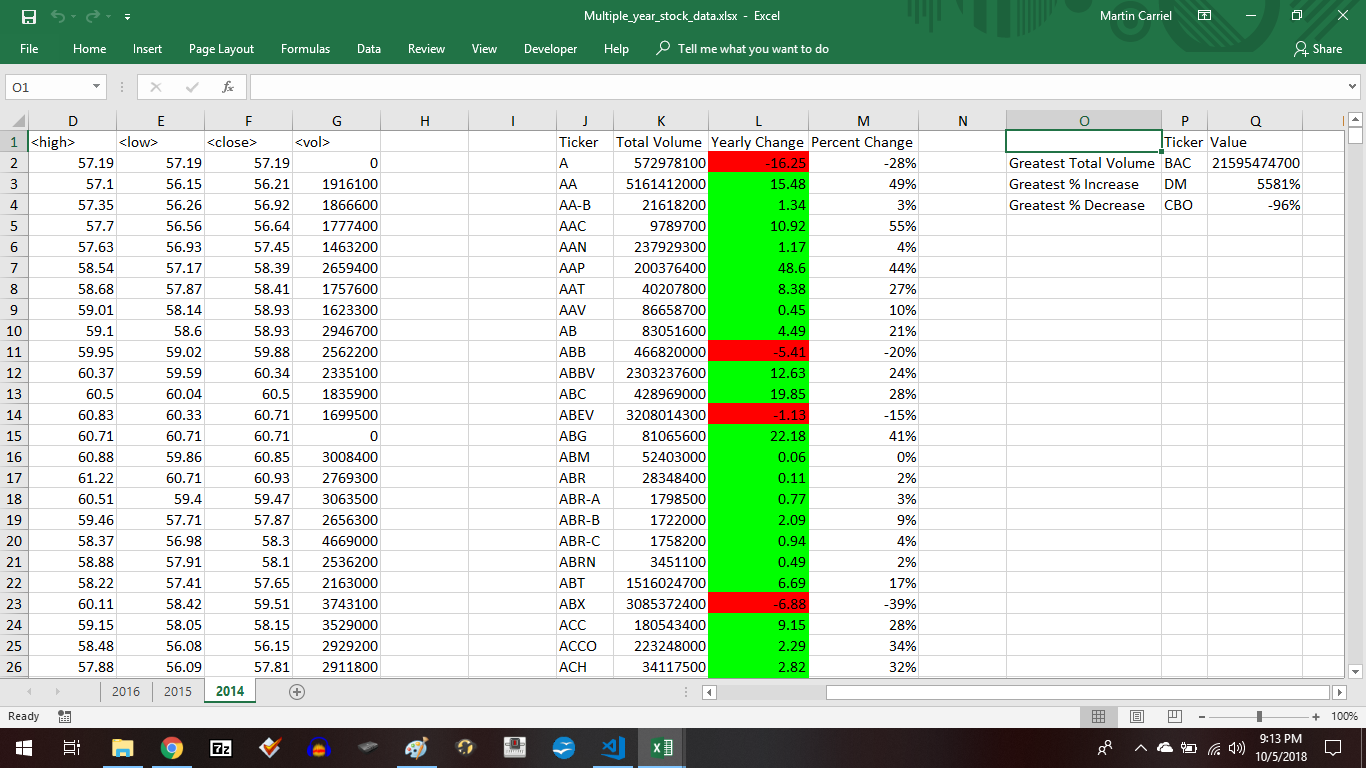 Multiple_year_stock_data.xlsx - Excel Martin Carriel
File Home Insert Page Layout Formulas Data Review View Developer Help Tell me what you want to do Share
O1 fx
D E F G H I J K L M N O P Q
1 <high> <low> <close> <vol> Ticker Total Volume Yearly Change Percent Change Ticker Value
2 57.19 57.19 57.19 0 A 572978100 -16.25 -28% Greatest Total Volume BAC 21595474700
3 57.1 56.15 56.21 1916100 AA 5161412000 15.48 49% Greatest % Increase DM 5581%
4 57.35 56.26 56.92 1866600 AA-B 21618200 1.34 3% Greatest % Decrease CBO -96%
5 57.7 56.56 56.64 1777400 AAC 9789700 10.92 55%
6 57.63 56.93 57.45 1463200 AAN 237929300 1.17 4%
7 58.54 57.17 58.39 2659400 AAP 200376400 48.6 44%
8 58.68 57.87 58.41 1757600 AAT 40207800 8.38 27%
9 59.01 58.14 58.93 1623300 AAV 86658700 0.45 10%
10 59.1 58.6 58.93 2946700 AB 83051600 4.49 21%
11 59.95 59.02 59.88 2562200 ABB 466820000 -5.41 -20%
12 60.37 59.59 60.34 2335100 ABBV 2303237600 12.63 24%
13 60.5 60.04 60.5 1835900 ABC 428969000 19.85 28%
14 60.83 60.33 60.71 1699500 ABEV 3208014300 -1.13 -15%
15 60.71 60.71 60.71 0 ABG 81065600 22.18 41%
16 60.88 59.86 60.85 3008400 ABM 52403000 0.06 0%
17 61.22 60.71 60.93 2769300 ABR 28348400 0.11 2%
18 60.51 59.4 59.47 3063500 ABR-A 1798500 0.77 3%
19 59.46 57.71 57.87 2656300 ABR-B 1722000 2.09 9%
20 58.37 56.98 58.3 4669000 ABR-C 1758200 0.94 4%
21 58.88 57.91 58.1 2536200 ABRN 3451100 0.49 2%
22 58.22 57.41 57.65 2163000 ABT 1516024700 6.69 17%
23 60.11 58.42 59.51 3743100 ABX 3085372400 -6.88 -39%
24 59.15 58.05 58.15 3529000 ACC 180543400 9.15 28%
25 58.48 56.08 56.15 2929200 ACCO 223248000 2.29 34%
26 57.88 56.09 57.81 2911800 ACH 34117500 2.82 32%
2016 2015 2014
Ready 100%
7z 9:13 PM
10/5/2018